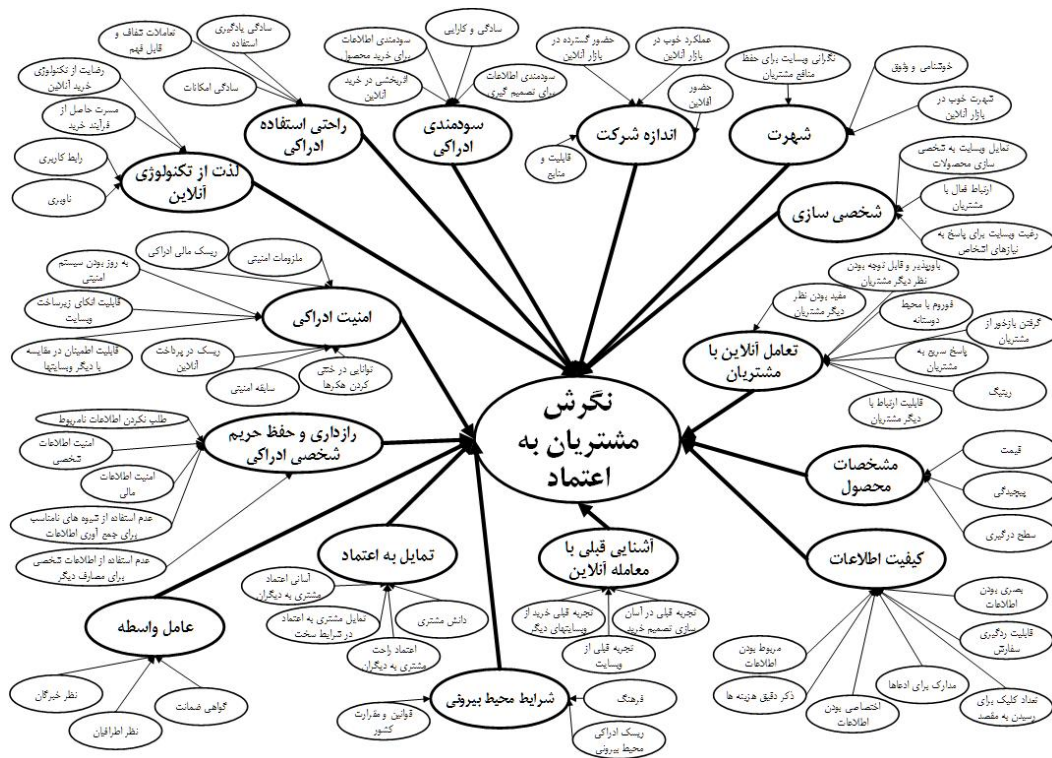 سادگی یادگیری
استفاده
تعاملات شفاف و
قابل فهم
سادگی امکانات
راحتی استفاده
ادراکی
سادگی و کارایی
سودمندی اطلاعات
برای خرید محصول
اثربخشی در خرید
آنلاین
سودمندی اطلاعات
برای تصمیم گیری
سودمندی
ادراکی
عملکرد خوب در
بازار آنلاین
حضور گسترده در
بازار آنلاین
حضور
آفلاین
قابلیت و
منابع
اندازه شرکت
نگرانی وبسایت برای حفظ
منافع مشتریان
خوشنامی و وثوق
شهرت خوب در
بازار آنلاین
شهرت
رضایت از تکنولوژی
خرید آنلاین
مسرت حاصل از
فرآیند خرید
رابط کاربری
ناوبری
لذت از تکنولوژی
آنلاین
تمایل وبسایت به شخصی
سازی محصولات
ارتباط فعال با
مشتریان
رغبت وبسایت برای پاسخ به
نیازهای اشخاص
شخصی سازی
ملزومات امنیتی
ریسک مالی ادراکی
به روز بودن سیستم
امنیتی
قابلیت اتکای زیرساخت
وبسایت
قابلیت اطمینان در مقایسه
با دیگر وبسایتها
ریسک در پرداخت
آنلاین
سابقه امنیتی
توانایی در خنثی
کردن هکرها
امنیت ادراکی
باورپذیر و قابل توجه بودن
نظر دیگر مشتریان
مفید بودن نظر
دیگر مشتریان
فوروم با محیط
دوستانه
گرفتن بازخور از
مشتریان
پاسخ سریع به
مشتریان
ریتیگ
قابلیت ارتباط با
دیگر مشتریان
تعامل آنلاین با
مشتریان
نگرش
مشتریان به
اعتماد
طلب نکردن اطلاعات نامربوط
امنیت اطلاعات
شخصی
امنیت اطلاعات
مالی
عدم استفاده از شیوه های نامناسب
برای جمع آوری اطلاعات
عدم استفاده از اطلاعات شخصی
برای مصارف دیگر
رازداری و حفظ حریم
شخصی ادراکی
مشخصات
محصول
قیمت
پیچیدگی
سطح درگیری
کیفیت اطلاعات
بصری بودن
اطلاعات
قابلیت ردگیری
سفارش
تعداد کلیک برای
رسیدن به مقصد
مدارک برای ادعاها
اختصاصی بودن
اطلاعات
ذکر دقیق هزینه ها
مربوط بودن
اطلاعات
آشنایی قبلی با
معامله آنلاین
تجربه قبلی در آسان
سازی تصمیم خرید
تجربه قبلی خرید از
وبسایتهای دیگر
تجربه قبلی از
وبسایت
تمایل به اعتماد
آسانی اعتماد
مشتری به دیگران
تمایل مشتری به اعتماد
در شرایط سخت
اعتماد راحت
مشتری به دیگران
دانش مشتری
عامل واسطه
نظر خبرگان
نظر اطرافیان
گواهی ضمانت
شرایط محیط بیرونی
قوانین و مقرارت
کشور
فرهنگ
ریسک ادراکی
محیط بیرونی